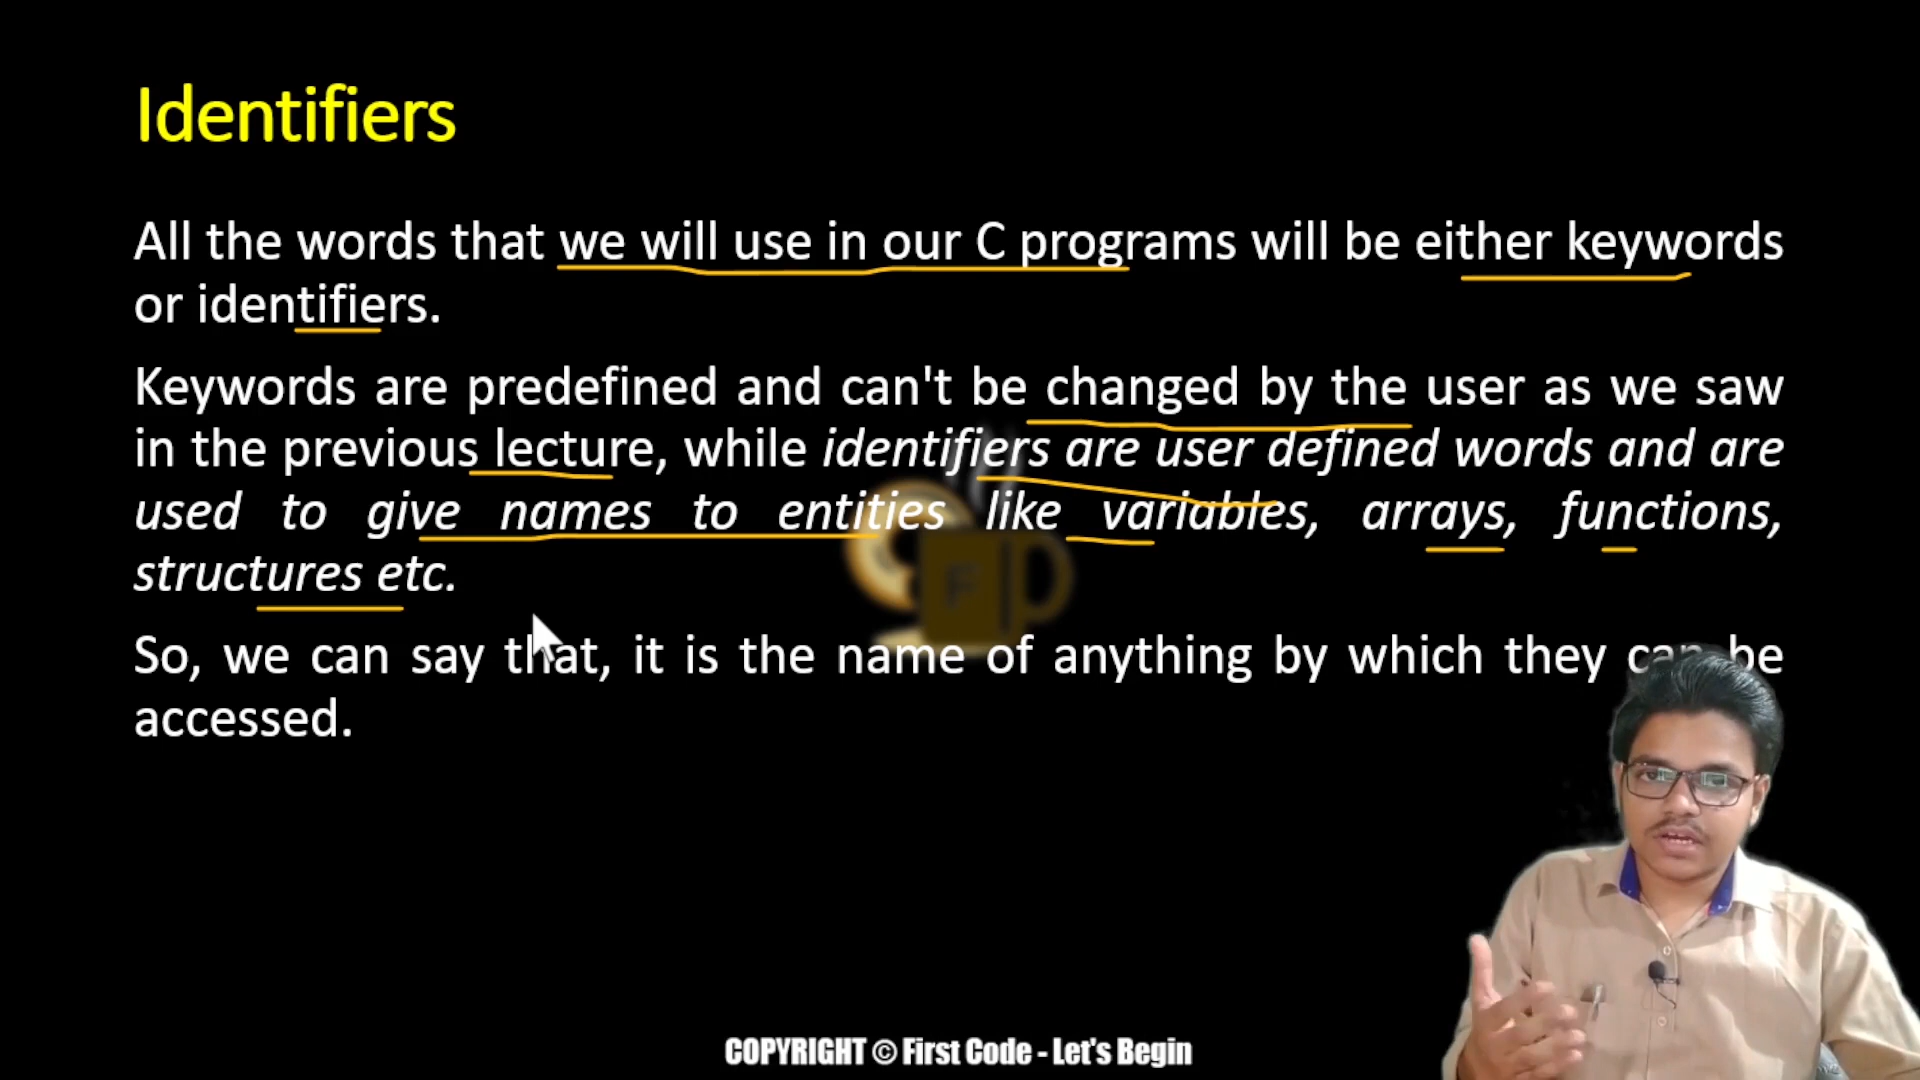 Identifiers
All the words that we will use in our C programs will be either keywords
or identifiers.
Keywords are predefined and can't be changed by the user as we saw
in the previous lecture, while identifiers are user defined words and are
used to give names to entities like variables, arrays, functions,
structures etc.
F
So, we can say that, it is the name of anything by which they can be
accessed.
COPYRIGHT © First Code - Let's Begin